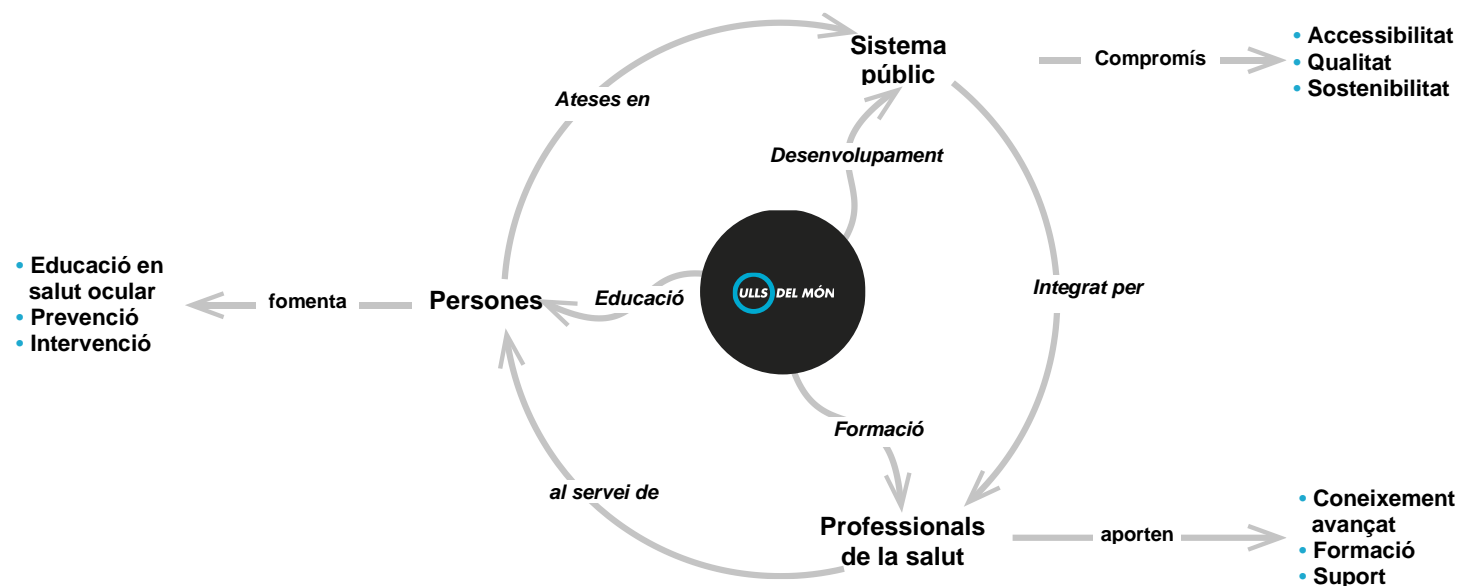 Sistema
públic
Compromís
• Accessibilitat
• Qualitat
• Sostenibilitat
Ateses en
Desenvolupament
• Educació en
salut ocular
• Prevenció
• Intervenció
fomenta
Persones
Educació
ULLS DEL MÓN
Integrat per
Formació
al servei de
Professionals
de la salut
aporten
• Coneixement
avançat
• Formació
• Suport